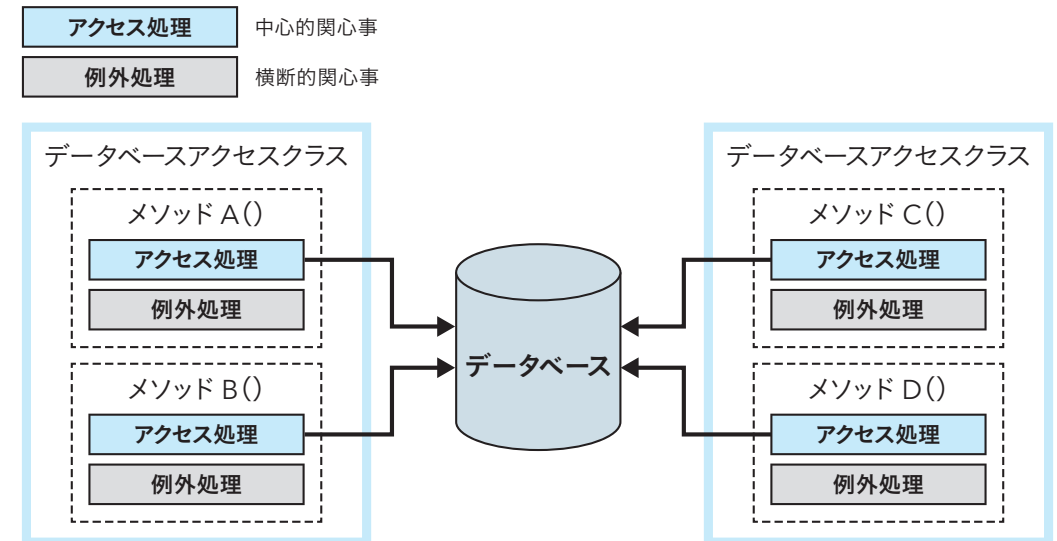 アクセス処理 中心的関心事
例外処理 横断的関心事
データベースアクセスクラス
メソッド A()
アクセス処理
例外処理
メソッド B()
アクセス処理
例外処理
データベース
データベースアクセスクラス
メソッド C()
アクセス処理
例外処理
メソッド D()
アクセス処理
例外処理